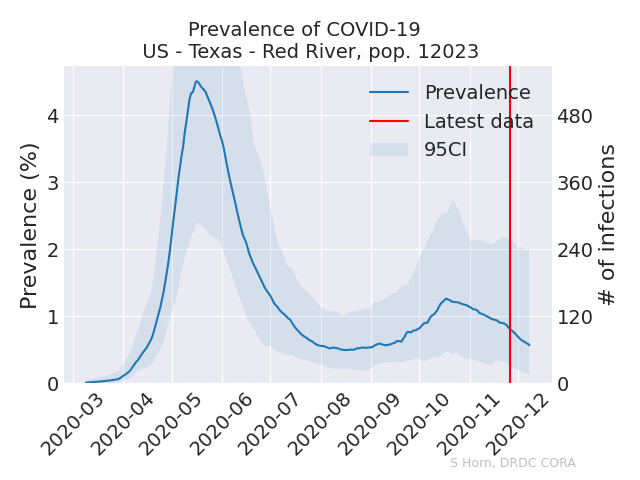 Prevalence of COVID-19
US - Texas - Red River, pop. 12023
Prevalence
Latest data
95CI
Prevalence (%)
4
3
2
1
0
# of infections
480
360
240
120
0
2020-03
2020-04
2020-05
2020-06
2020-07
2020-08
2020-09
2020-10
2020-11
2020-12
S Horn, DRDC CORA